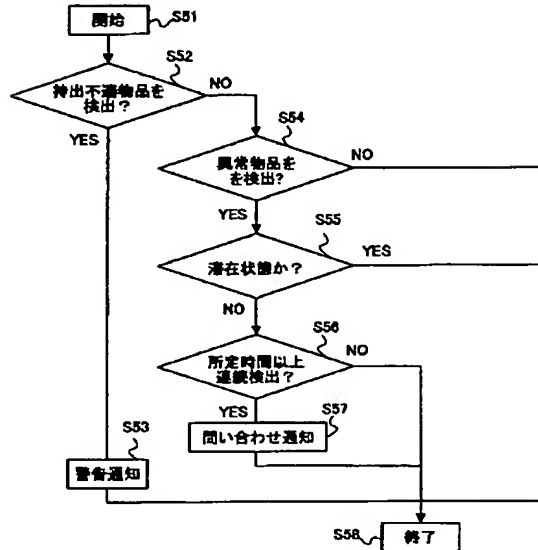 開始
S51
S52
持出不適物品を
検出？
NO
YES
S54
異常物品を
を検出?
NO
YES
S55
滞在状態か？
YES
NO
S56
所定時間以上
連続検出？
NO
YES
S57
問い合わせ通知
S53
警告通知
S58
終了